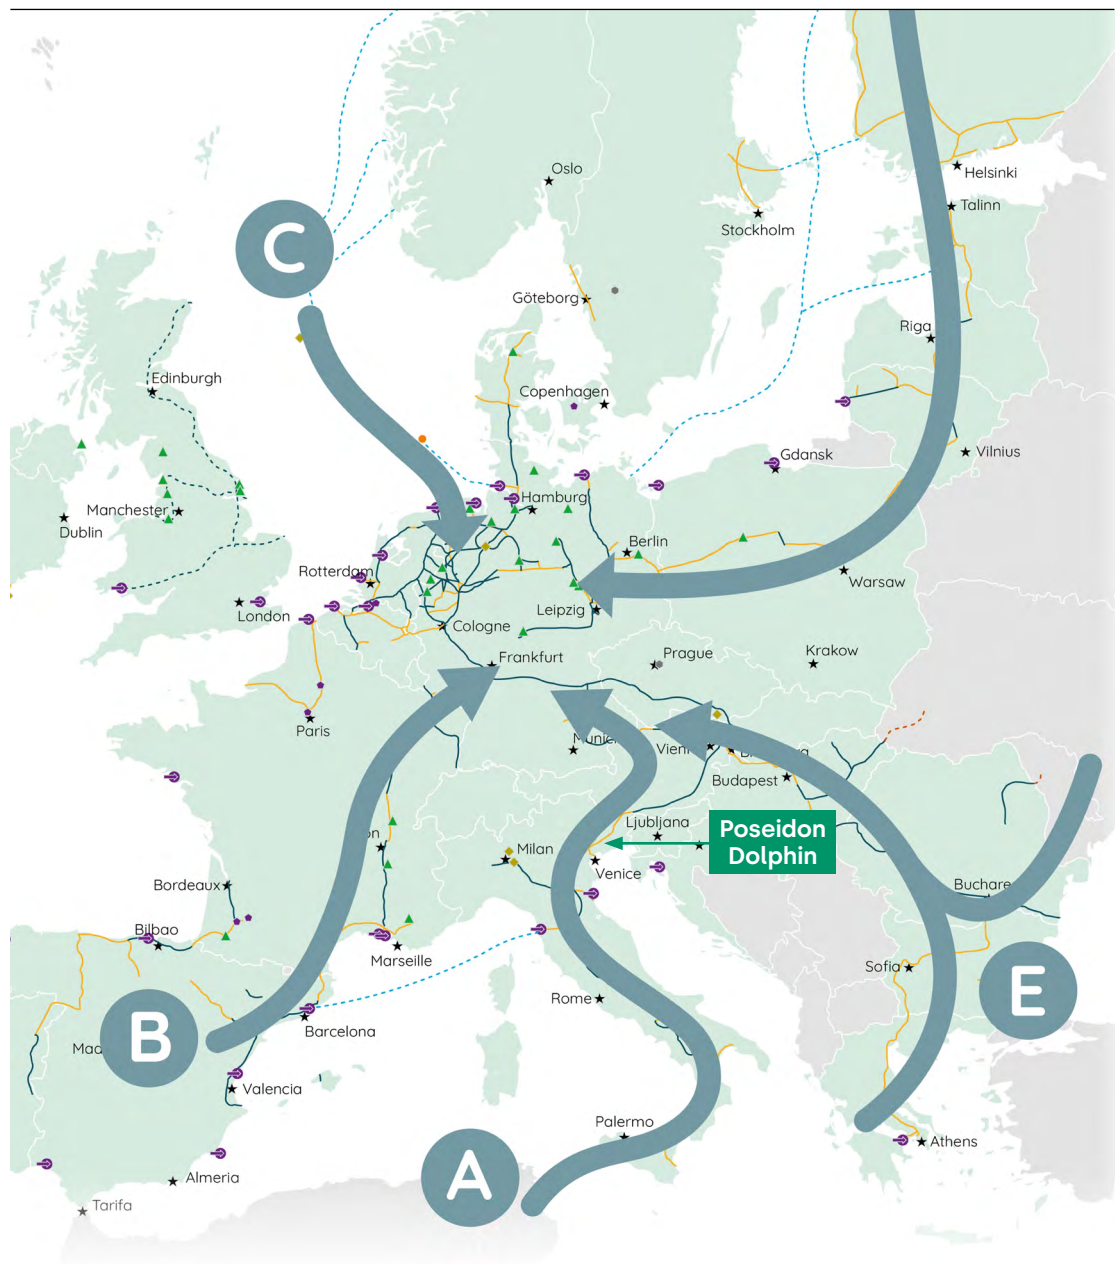 Oslo
Helsinki
Talinn
Stockholm
C
Göteborg
Riga
Edinburgh
Copenhagen
Vilnius
Gdansk
Manchester
Hamburg
Dublin
Berlin
Rotterdam
Warsaw
London
Leipzig
Cologne
Frankfurt
Prague
Krakow
Paris
Budapest
Ljubljana
Poseidon
Dolphin
Milan
Venice
Bordeaux
Bilbao
Marseille
Sofia
E
Rome
B
Barcelona
Valencia
Palermo
Athens
A
Almeria
Tarifa